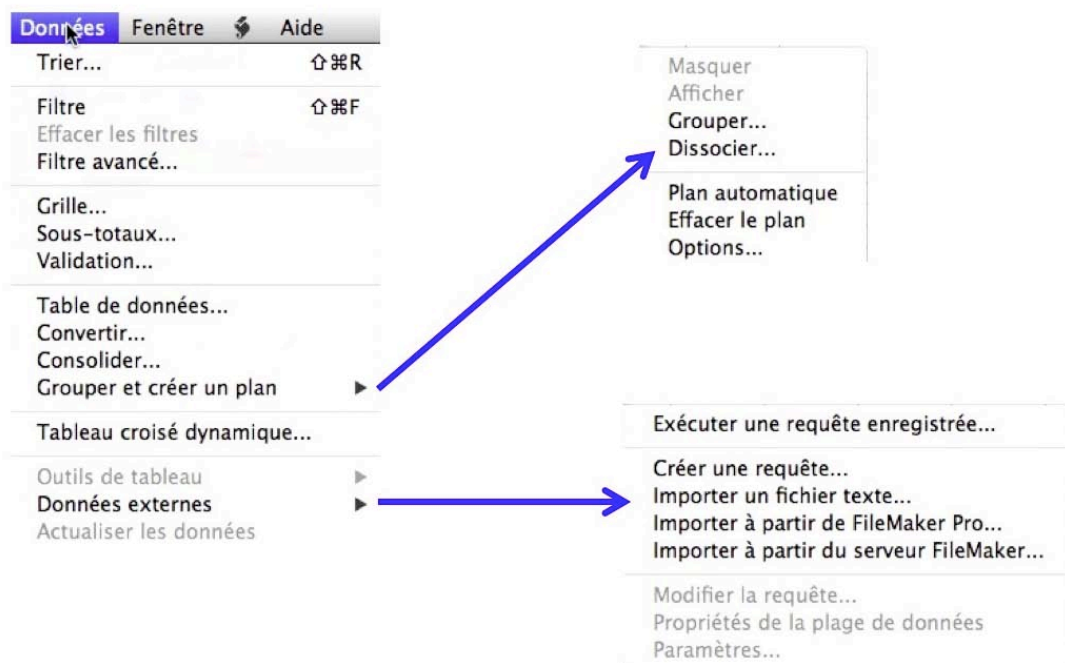 Données Fenêtre Aide
Trier... ⇧⌘R
Filtre ⇧⌘F
Effacer les filtres
Filtre avancé...
Grille...
Sous-totaux...
Validation...
Table de données...
Convertir...
Consolider...
Grouper et créer un plan
Tableau croisé dynamique...
Outils de tableau
Données externes
Actualiser les données
Masquer
Afficher
Grouper...
Dissocier...
Plan automatique
Effacer le plan
Options...
Exécuter une requête enregistrée...
Créer une requête...
Importer un fichier texte...
Importer à partir de FileMaker Pro...
Importer à partir du serveur FileMaker...
Modifier la requête...
Propriétés de la plage de données
Paramètres...